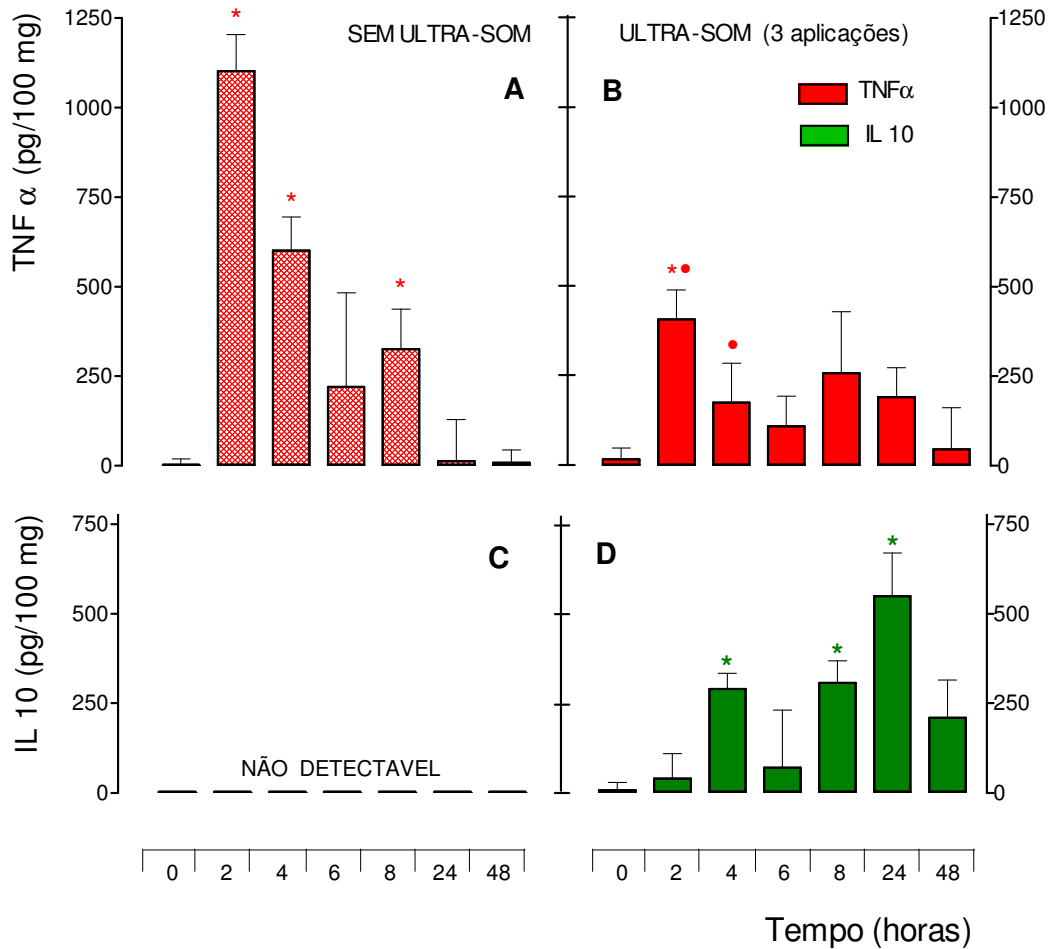 SEM ULTRA-SOM
ULTRA-SOM (3 aplicações)
A
B
TNFα
IL 10
TNF α (pg/100 mg)
1250
1000
750
500
250
0
1250
1000
750
500
250
0
*
*
*
* •
•
C
D
IL 10 (pg/100 mg)
750
500
250
0
750
500
250
0
NÃO DETECTAVEL
*
*
*
0 2 4 6 8 24 48
0 2 4 6 8 24 48
Tempo (horas)